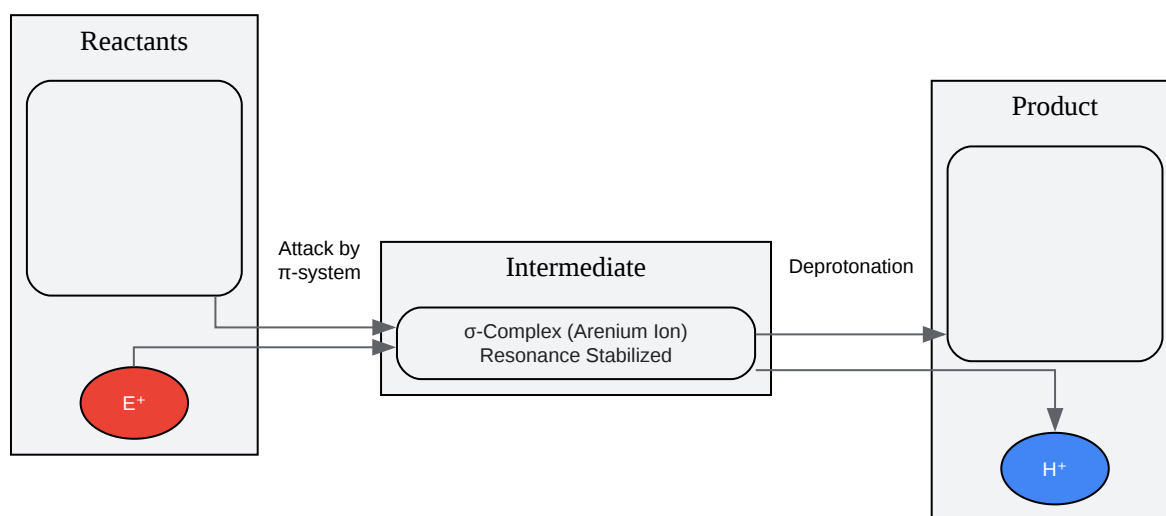 Reactants
E⁺
Attack by
π-system
Intermediate
σ-Complex (Arenium Ion)
Resonance Stabilized
Deprotonation
Product
H⁺